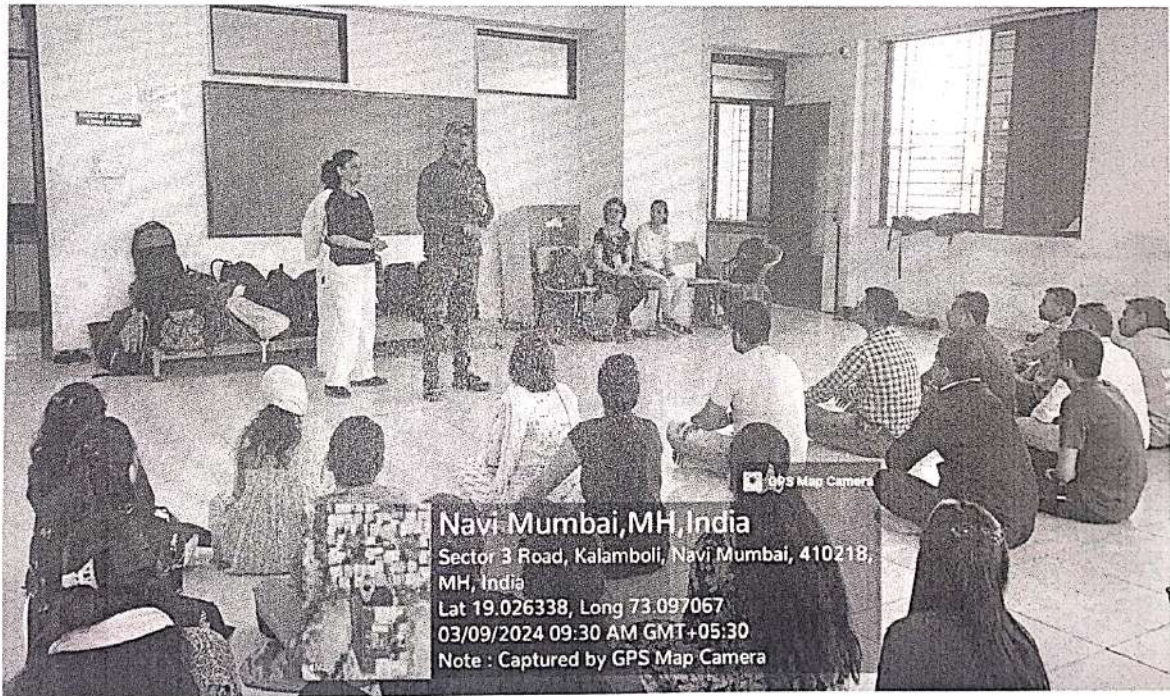 GPS Map Camera
Navi Mumbai,MH,India
Sector 3 Road, Kalamboli, Navi Mumbai, 410218,
MH, India
Lat 19.026338, Long 73.097067
03/09/2024 09:30 AM GMT+05:30
Note : Captured by GPS Map Camera